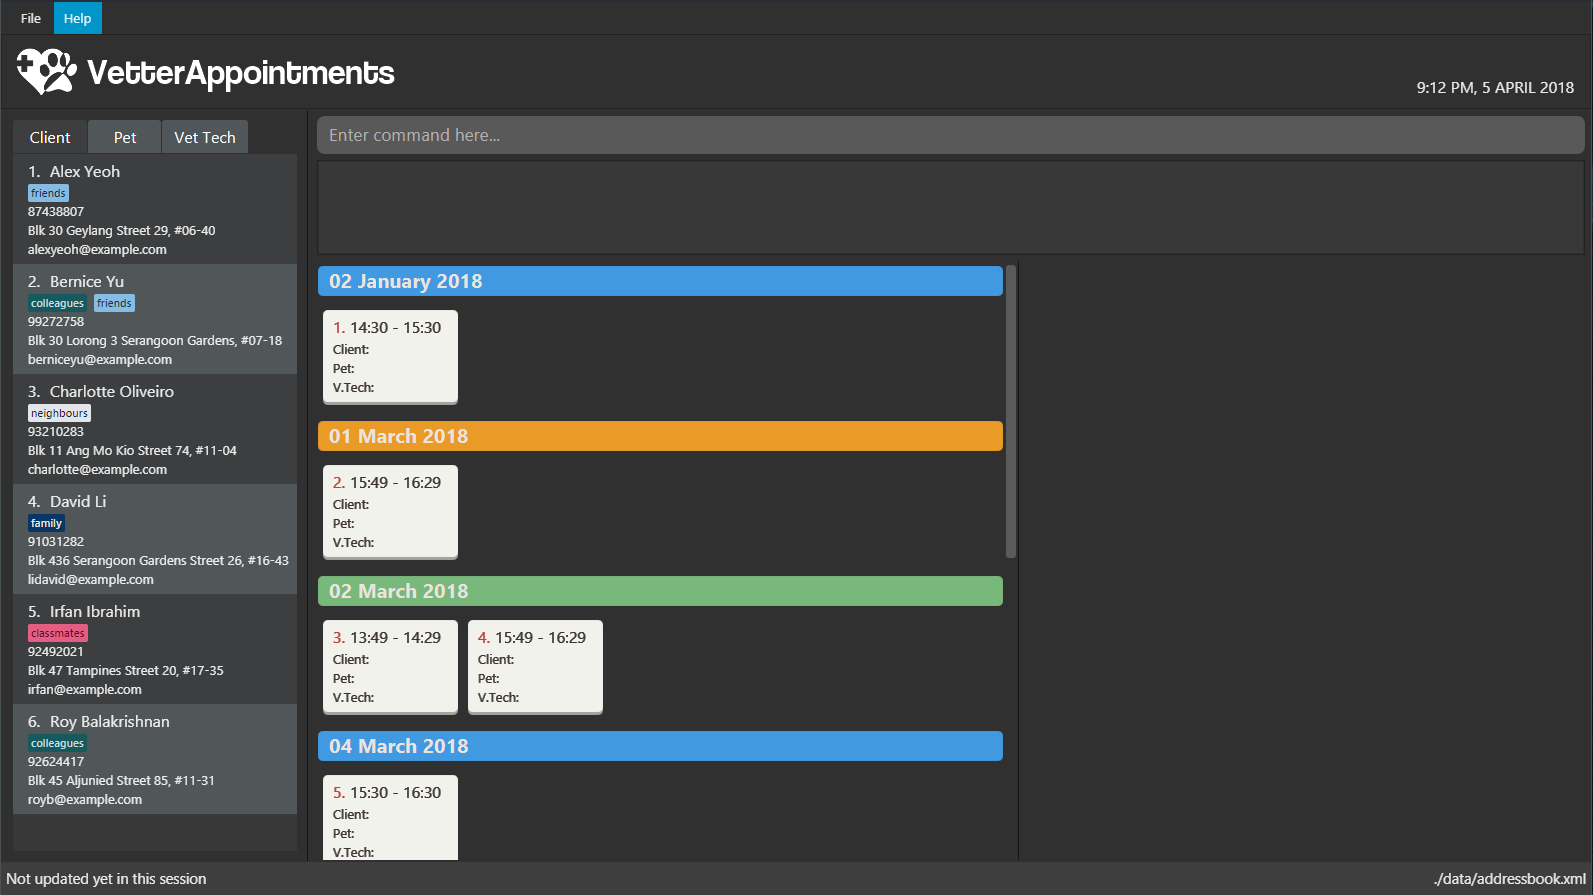 File Help
VetterAppointments
9:12 PM, 5 APRIL 2018
Client Pet Vet Tech
1. Alex Yeoh
friends
87438807
Blk 30 Geylang Street 29, #06-40
alexyeoh@example.com
2. Bernice Yu
colleagues friends
99272758
Blk 30 Lorong 3 Serangoon Gardens, #07-18
berniceyu@example.com
3. Charlotte Oliveiro
neighbours
93210283
Blk 11 Ang Mo Kio Street 74, #11-04
charlotte@example.com
4. David Li
family
91031282
Blk 436 Serangoon Gardens Street 26, #16-43
lidavid@example.com
5. Irfan Ibrahim
classmates
92492021
Blk 47 Tampines Street 20, #17-35
irfan@example.com
6. Roy Balakrishnan
colleagues
92624417
Blk 45 Aljunied Street 85, #11-31
royb@example.com
Enter command here...
02 January 2018
1. 14:30 - 15:30
Client:
Pet:
V.Tech:
01 March 2018
2. 15:49 - 16:29
Client:
Pet:
V.Tech:
02 March 2018
3. 13:49 - 14:29
Client:
Pet:
V.Tech:
4. 15:49 - 16:29
Client:
Pet:
V.Tech:
04 March 2018
5. 15:30 - 16:30
Client:
Pet:
V.Tech:
Not updated yet in this session
./data/addressbook.xml